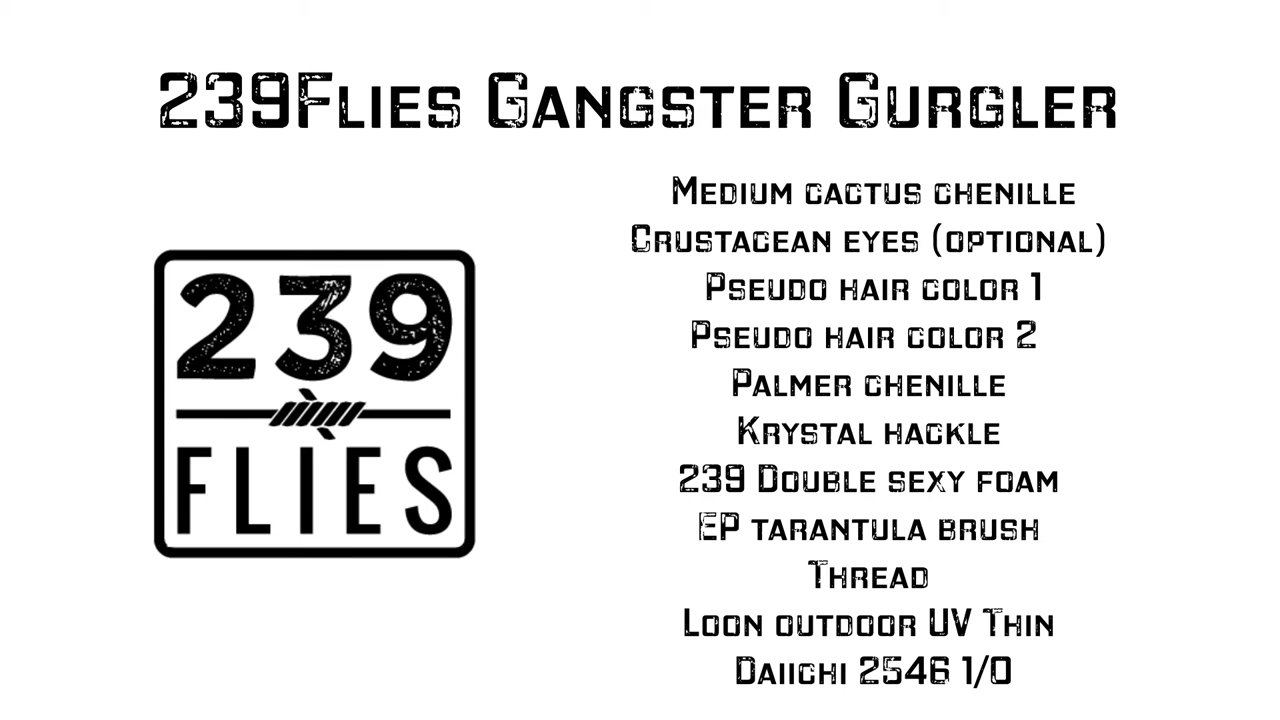 239Flies Gangster Gurgler
239
FLIES
Medium cactus chenille
Crustacean eyes (optional)
Pseudo hair color 1
Pseudo hair color 2
Palmer chenille
Krystal hackle
239 Double sexy foam
EP tarantula brush
Thread
Loon outdoor UV Thin
Daiichi 2546 1/0